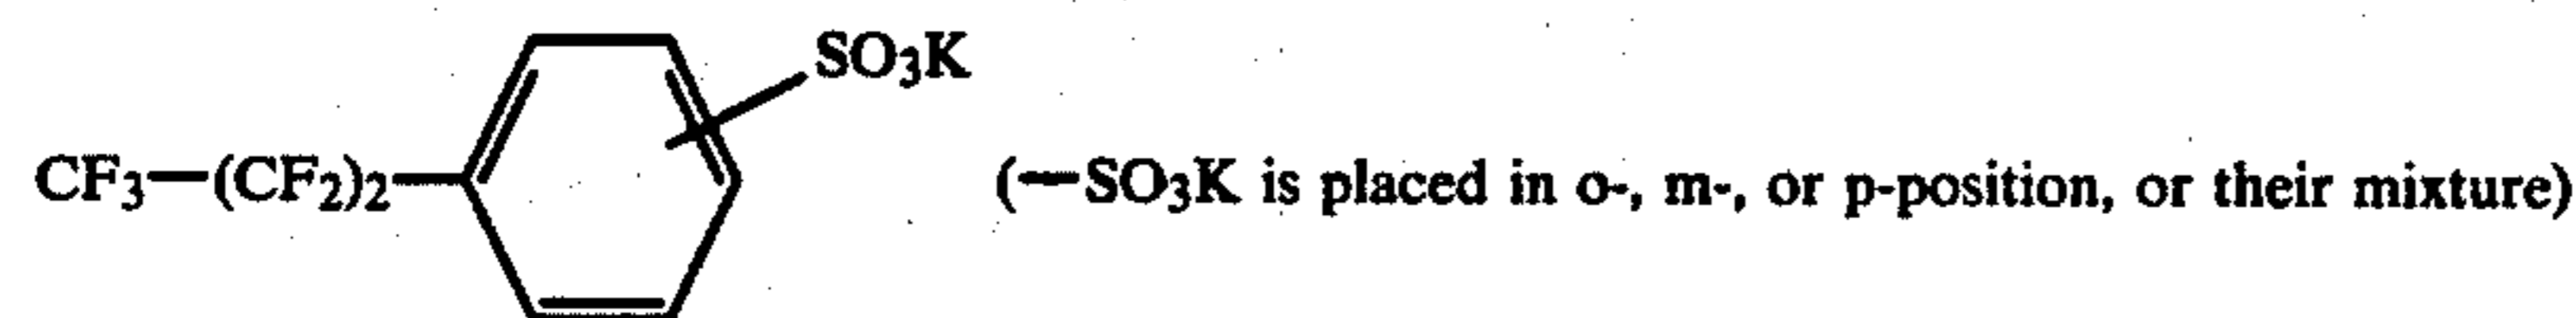 SO₃K
CF₃—(CF₂)₂— (—SO₃K is placed in o-, m-, or p-position, or their mixture)